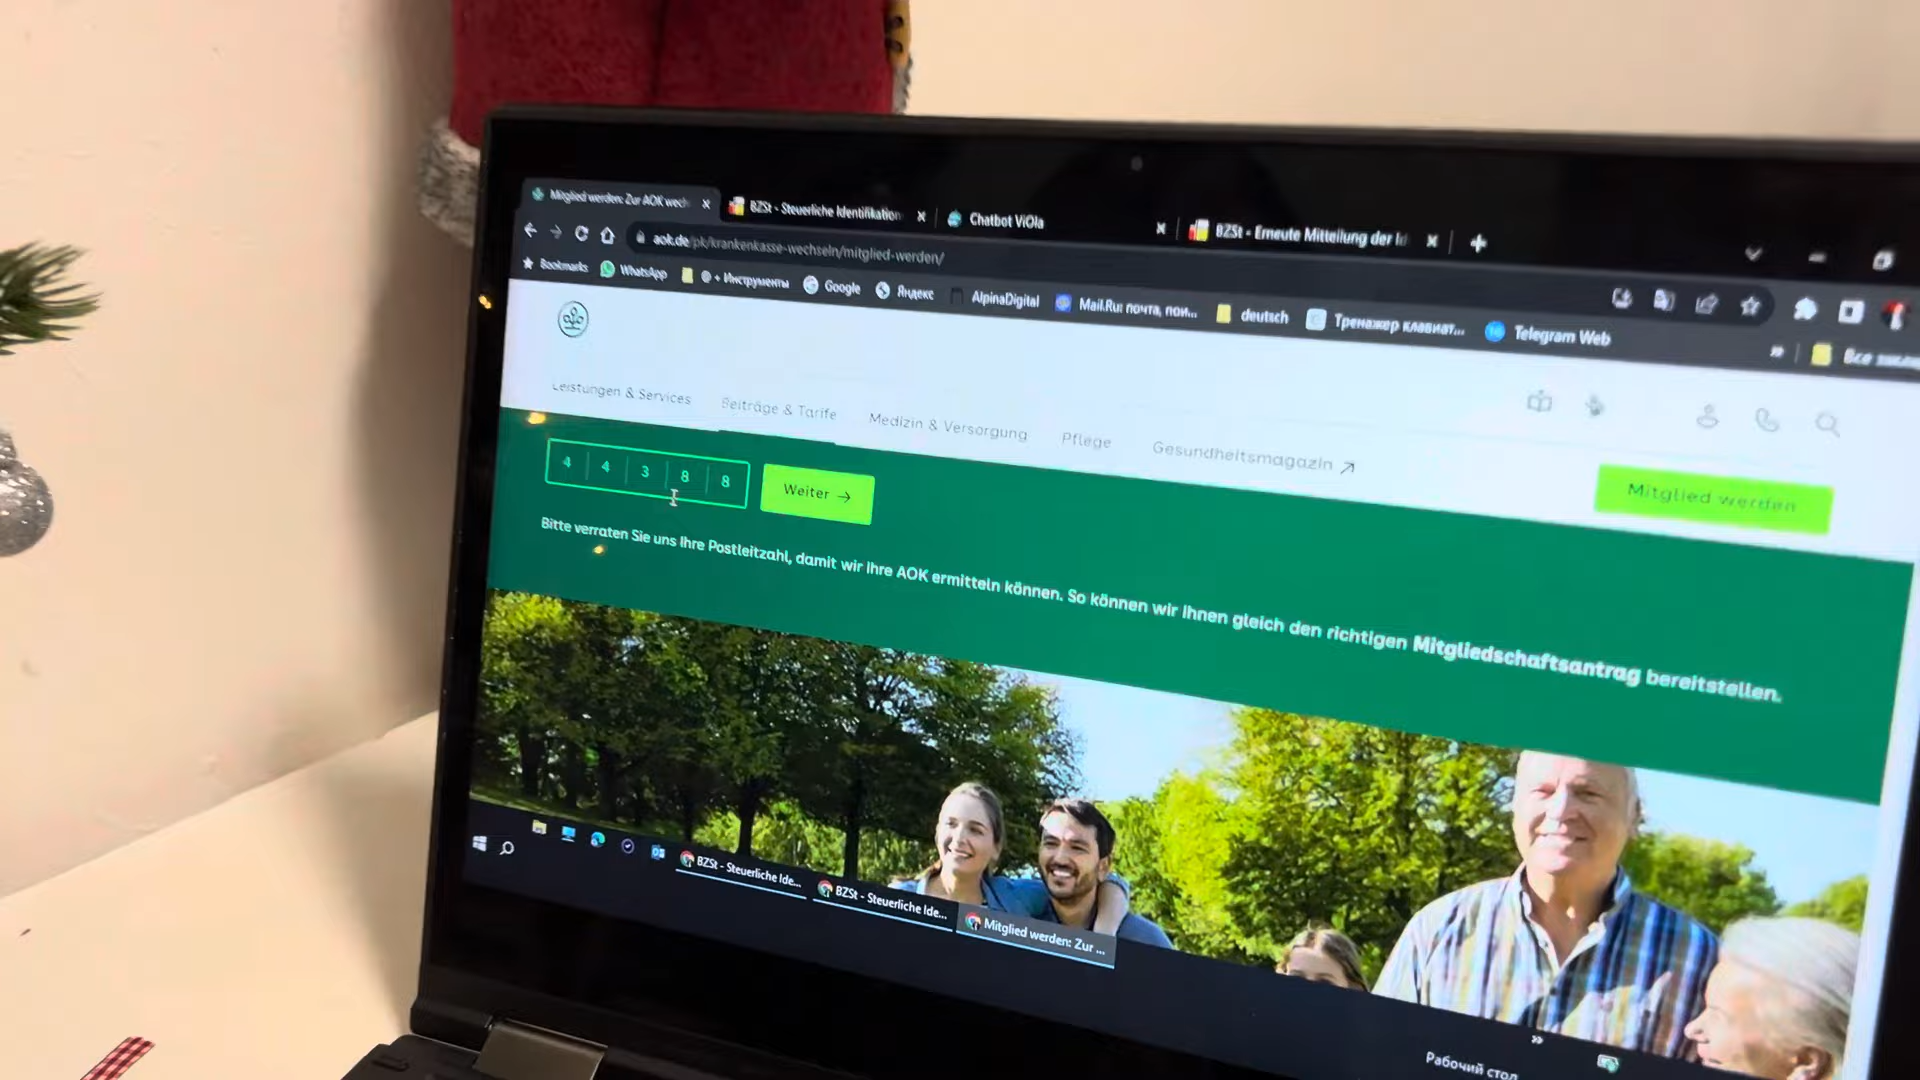 Mitglied werden: Zur AOK wech
BZSt - Steuerliche Identifikation
Chatbot ViOla
BZSt - Erneute Mitteilung der Id
aok.de/pk/krankenkasse-wechseln/mitglied-werden/
Bookmarks WhatsApp @ + Инструменты Google Яндекс AlpinaDigital Mail.Ru: почта, пои... deutsch Тренажер клавиат... Telegram Web » Все закла
Leistungen & Services Beiträge & Tarife Medizin & Versorgung Pflege Gesundheitsmagazin
Mitglied werden
4 4 3 8 8
Weiter →
Bitte verraten Sie uns Ihre Postleitzahl, damit wir Ihre AOK ermitteln können. So können wir Ihnen gleich den richtigen Mitgliedschaftsantrag bereitstellen.
BZSt - Steuerliche Ide...
BZSt - Steuerliche Ide...
Mitglied werden: Zur ...
Рабочий стол